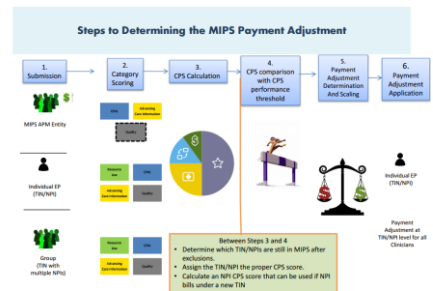 Steps to Determining the MIPS Payment Adjustment
1.
Submission
2.
Category
Scoring
3.
CPS Calculation
4.
CPS comparison
with CPS
performance
threshold
5.
Payment
Adjustment
Determination
And Scaling
6.
Payment
Adjustment
Application
MIPS APM Entity
Advancing
Care Information
Quality
Individual EP
(TIN/NPI)
Resource
Use
Advancing
Care Information
Quality
Individual EP
(TIN/NPI)
Group
(TIN with
multiple NPIs)
Resource
Use
Advancing
Care Information
Quality
Payment
Adjustment at
TIN/NPI level for all
Clinicians
Between Steps 3 and 4
• Determine which TIN/NPIs are still in MIPS after
exclusions.
• Assign the TIN/NPI the proper CPS score.
• Calculate an NPI CPS score that can be used if NPI
bills under a new TIN